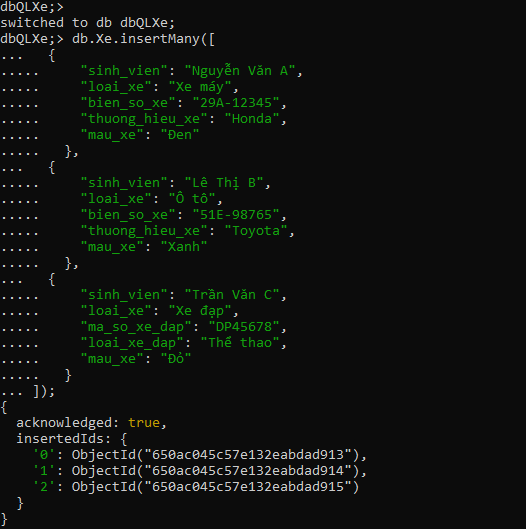 dbQLXe;>
switched to db dbQLXe;
dbQLXe;> db.Xe.insertMany([
...   {
.....     "sinh_vien": "Nguyễn Văn A",
.....     "loai_xe": "Xe máy",
.....     "bien_so_xe": "29A-12345",
.....     "thuong_hieu_xe": "Honda",
.....     "mau_xe": "Đen"
.....   },
...   {
.....     "sinh_vien": "Lê Thị B",
.....     "loai_xe": "Ô tô",
.....     "bien_so_xe": "51E-98765",
.....     "thuong_hieu_xe": "Toyota",
.....     "mau_xe": "Xanh"
.....   },
...   {
.....     "sinh_vien": "Trần Văn C",
.....     "loai_xe": "Xe đạp",
.....     "ma_so_xe_dap": "DP45678",
.....     "loai_xe_dap": "Thể thao",
.....     "mau_xe": "Đỏ"
.....   }
... ]);
{
  acknowledged: true,
  insertedIds: {
    '0': ObjectId("650ac045c57e132eabdad913"),
    '1': ObjectId("650ac045c57e132eabdad914"),
    '2': ObjectId("650ac045c57e132eabdad915")
  }
}